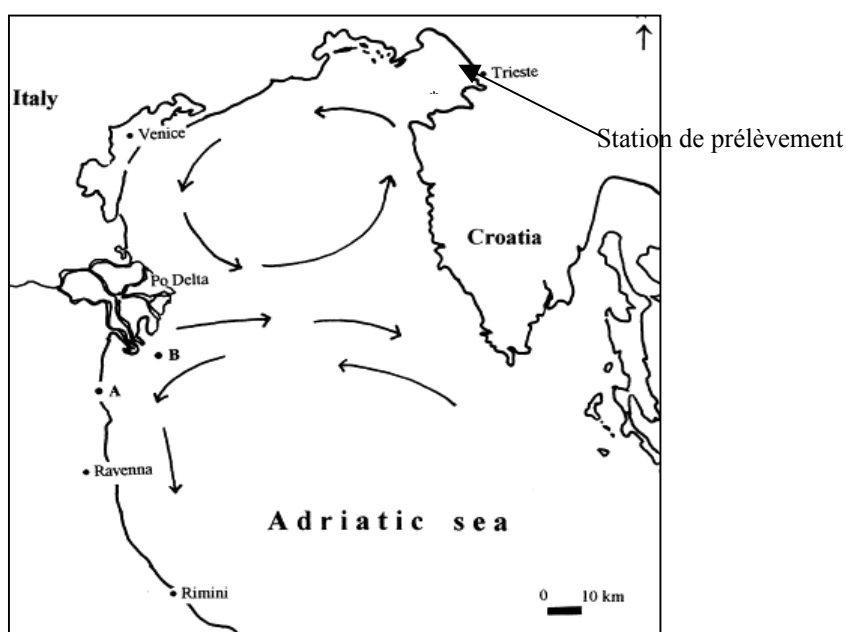 Italy
Trieste
Venice
Station de prélèvement
Croatia
Po Delta
B
A
Ravenna
Adriatic sea
Rimini
0 10 km